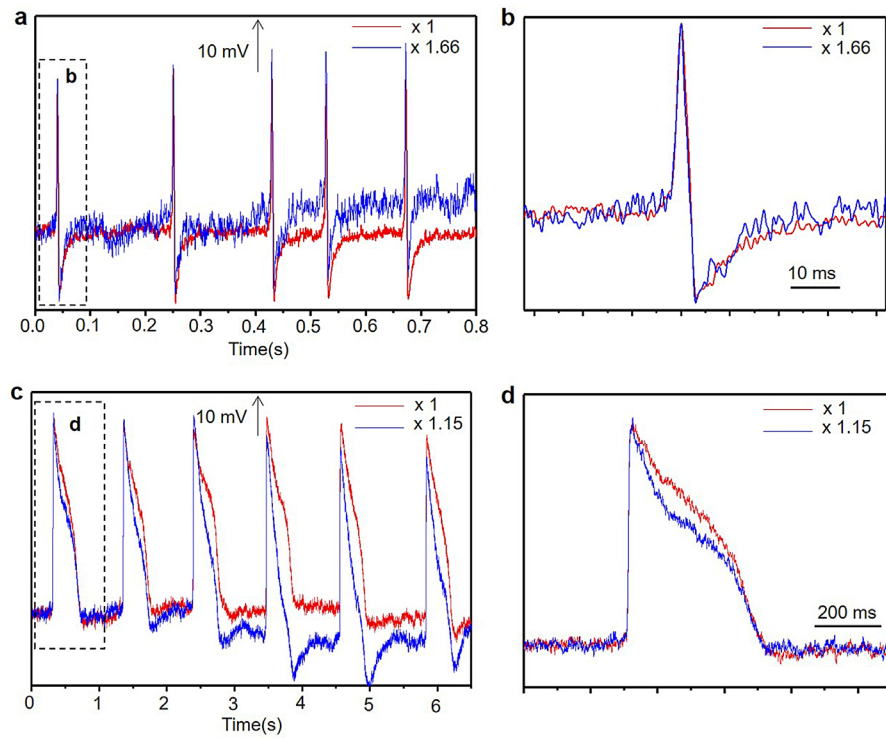 a
10 mV
x 1
x 1.66
b
0.0 0.1 0.2 0.3 0.4 0.5 0.6 0.7 0.8
Time(s)
b
x 1
x 1.66
10 ms
c
10 mV
x 1
x 1.15
d
0 1 2 3 4 5 6
Time(s)
d
x 1
x 1.15
200 ms